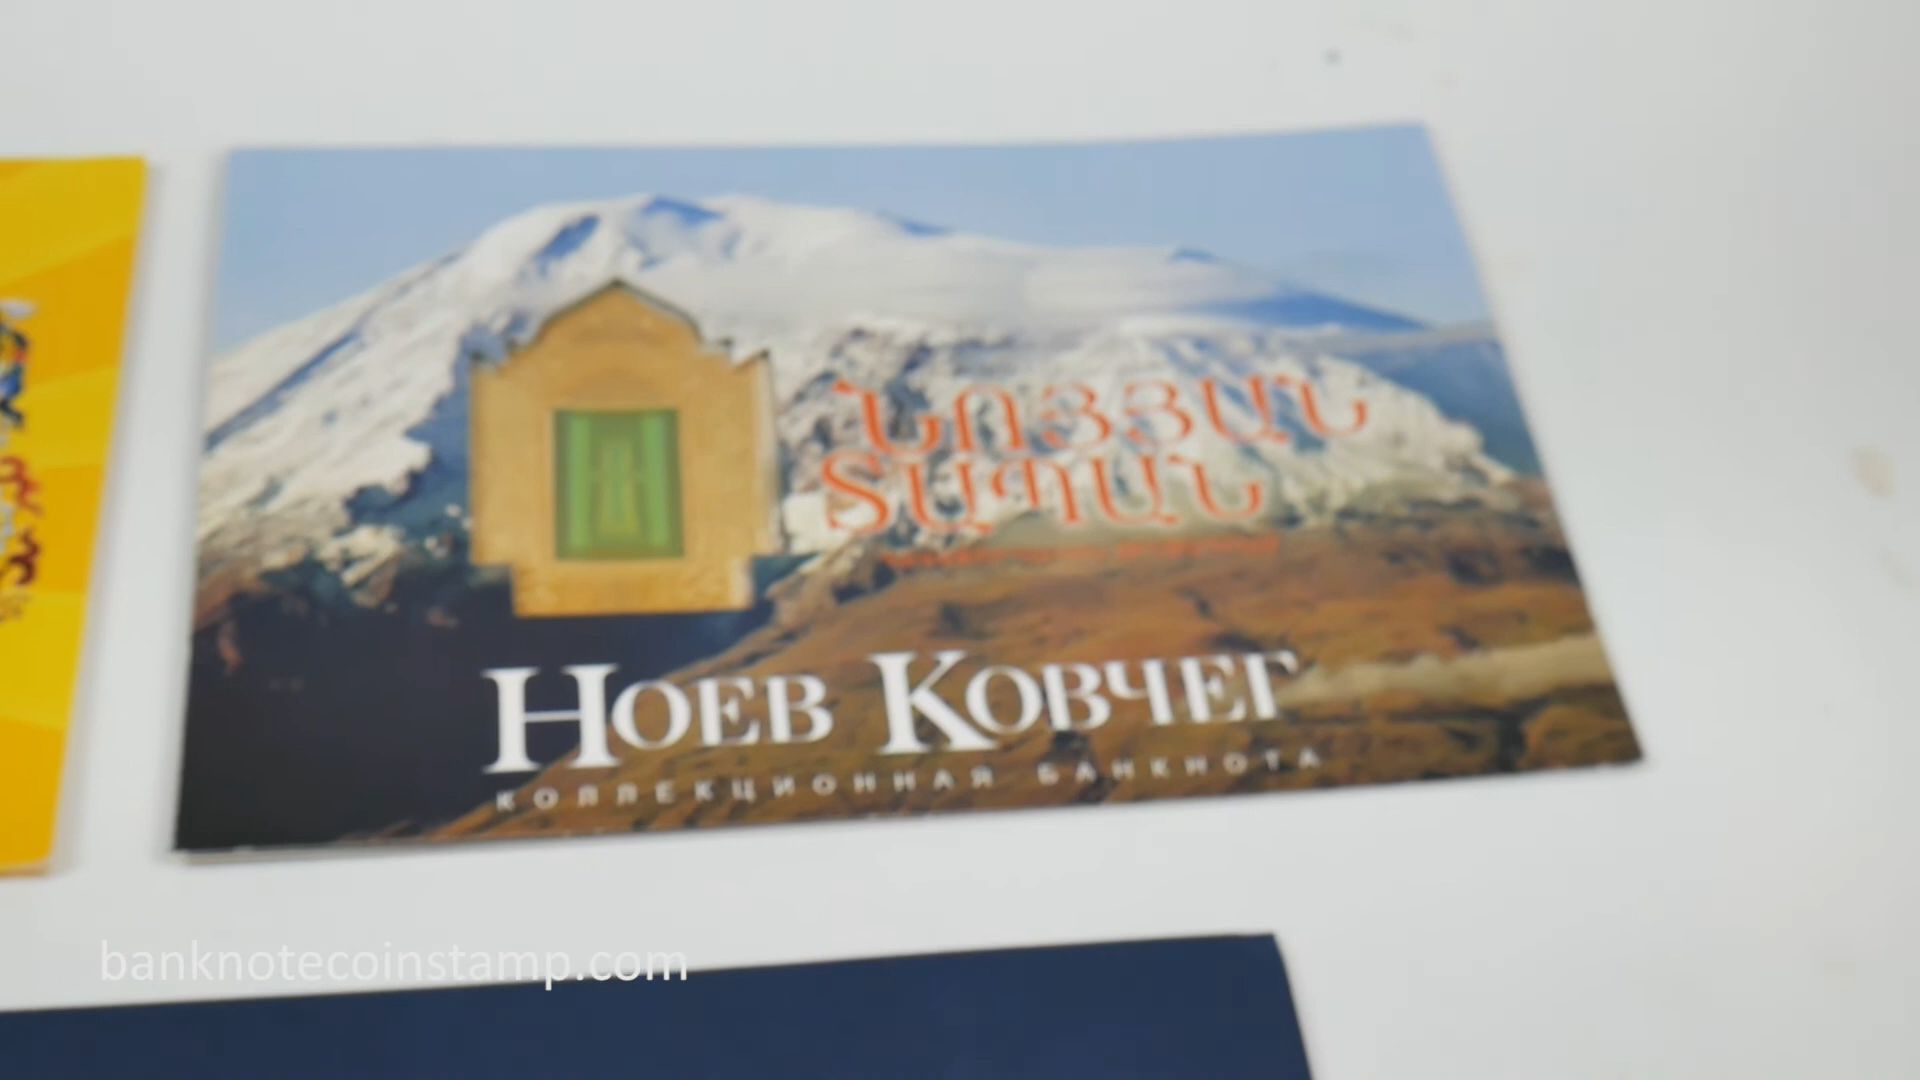 ՆՈՅՅԱՆ
ՏԱՊԱՆ
НОЕВ КОВЧЕГ
КОЛЛЕКЦИОННАЯ БАНКНОТА
banknotecoinstamp.com